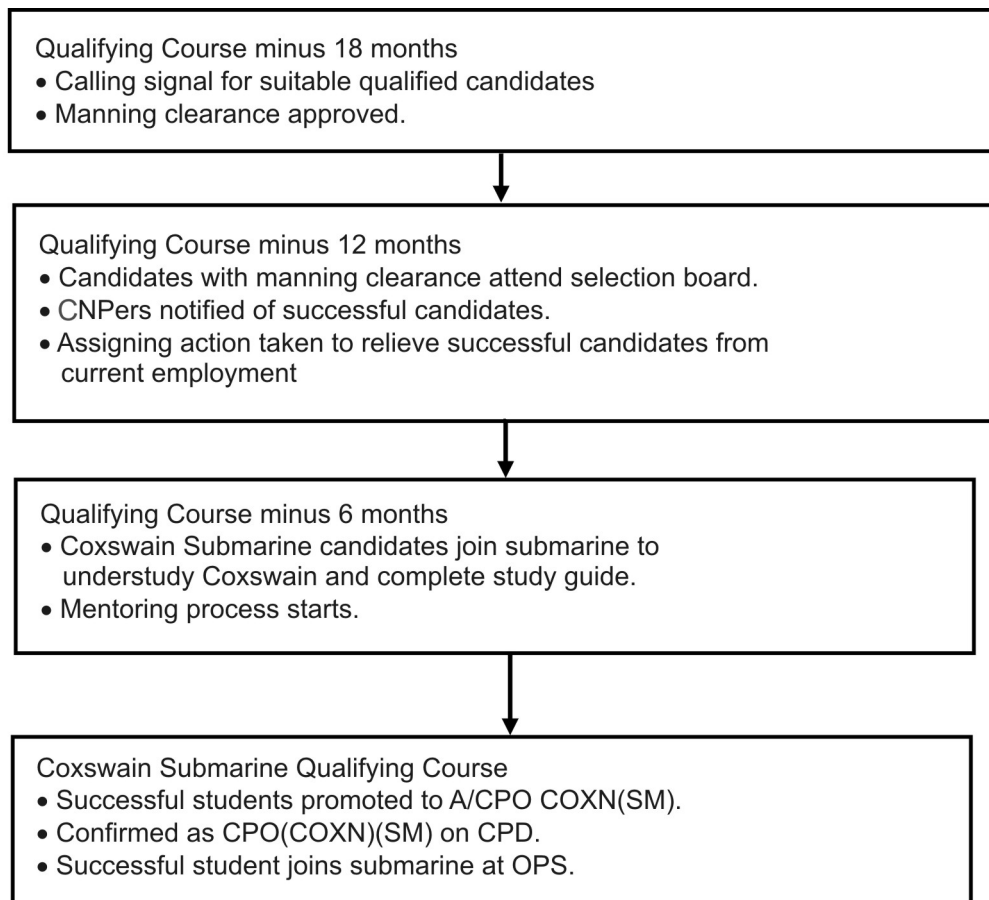 Qualifying Course minus 18 months
• Calling signal for suitable qualified candidates
• Manning clearance approved.
Qualifying Course minus 12 months
• Candidates with manning clearance attend selection board.
• CNPers notified of successful candidates.
• Assigning action taken to relieve successful candidates from
current employment
Qualifying Course minus 6 months
• Coxswain Submarine candidates join submarine to
understudy Coxswain and complete study guide.
• Mentoring process starts.
Coxswain Submarine Qualifying Course
• Successful students promoted to A/CPO COXN(SM).
• Confirmed as CPO(COXN)(SM) on CPD.
• Successful student joins submarine at OPS.